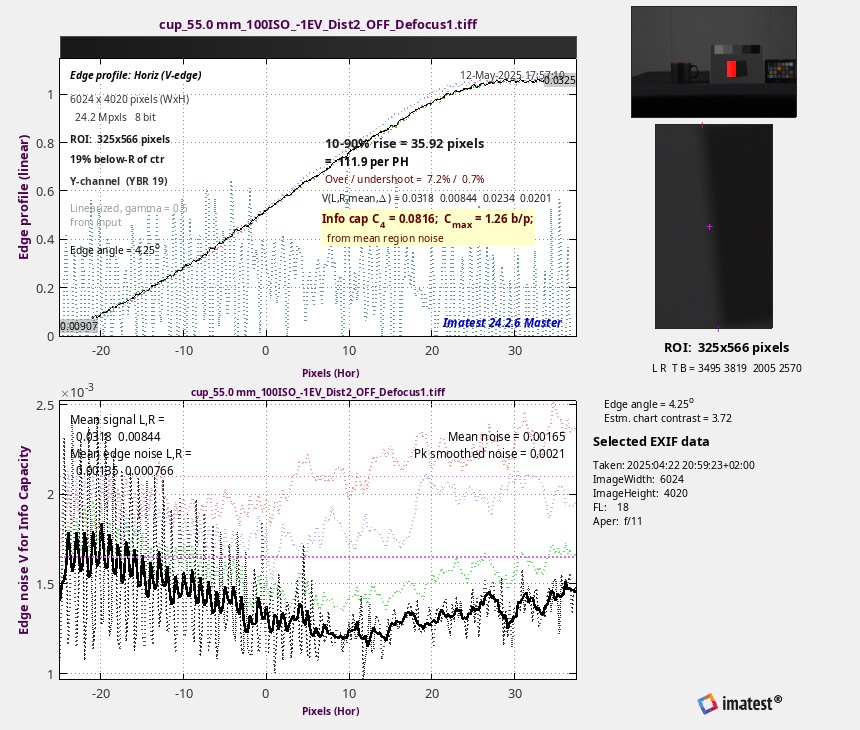 cup_55.0 mm_100ISO_-1EV_Dist2_OFF_Defocus1.tiff
Edge profile: Horiz (V-edge)
12-May-2025 17:57:10
0.0325
6024 x 4020 pixels (WxH)
24.2 Mpxls   8 bit
ROI:  325x566 pixels
19% below-R of ctr
Y-channel  (YBR 19)
Linearized, gamma = 0.5
from input
Edge angle = 4.25°
10-90% rise = 35.92 pixels
=  111.9 per PH
Over / undershoot =  7.2% /  0.7%
V(L,R,mean,Δ) = 0.0318  0.00844  0.0234  0.0201
Info cap C4 = 0.0816;  Cmax = 1.26 b/p;
from mean region noise
0.00907
Imatest 24.2.6 Master
Edge profile (linear)
1
0.8
0.6
0.4
0.2
0
-20 -10 0 10 20 30
Pixels (Hor)
cup_55.0 mm_100ISO_-1EV_Dist2_OFF_Defocus1.tiff
×10-3
Mean signal L,R =
0.0318  0.00844
Mean edge noise L,R =
0.00135  0.000766
Mean noise = 0.00165
Pk smoothed noise = 0.0021
Edge noise V for Info Capacity
2.5
2
1.5
1
-20 -10 0 10 20 30
Pixels (Hor)
ROI:  325x566 pixels
L R  T B = 3495 3819  2005 2570
Edge angle = 4.25°
Estm. chart contrast = 3.72
Selected EXIF data
Taken: 2025:04:22 20:59:23+02:00
ImageWidth:  6024
ImageHeight:  4020
FL:   18
Aper:  f/11
imatest®